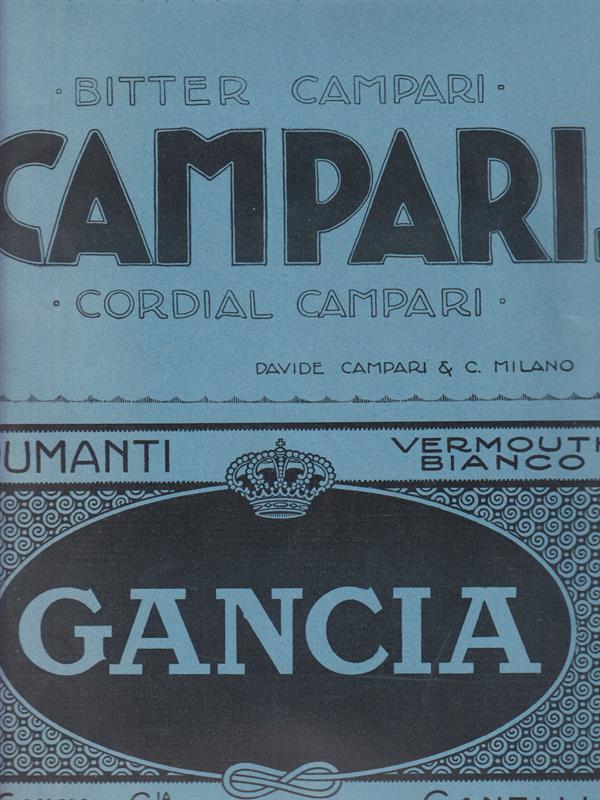 · BITTER CAMPARI ·
CAMPARI
· CORDIAL CAMPARI ·
DAVIDE CAMPARI & C. MILANO
UMANTI
VERMOUTH
BIANCO
GANCIA